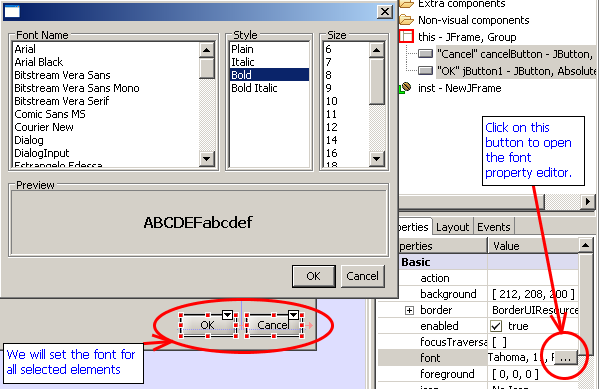 Font Name
Arial
Arial Black
Bitstream Vera Sans
Bitstream Vera Sans Mono
Bitstream Vera Serif
Comic Sans MS
Courier New
Dialog
DialogInput
Estrangelo Edessa
Style
Plain
Italic
Bold
Bold Italic
Size
6
7
8
9
10
11
12
14
16
18
Preview
ABCDEFabcdef
OK Cancel
Extra components
Non-visual components
this - JFrame, Group
"Cancel" cancelButton - JButton,
"OK" jButton1 - JButton, Absolute
inst - NewJFrame
Click on this
button to open
the font
property editor.
perties Layout Events
operties Value
Basic
action
background [ 212, 208, 200 ]
border BorderUIResource
enabled true
focusTraversa [ ]
font Tahoma, 1 ...
foreground [ 0, 0, 0 ]
icon No Icon
OK Cancel
We will set the font for
all selected elements